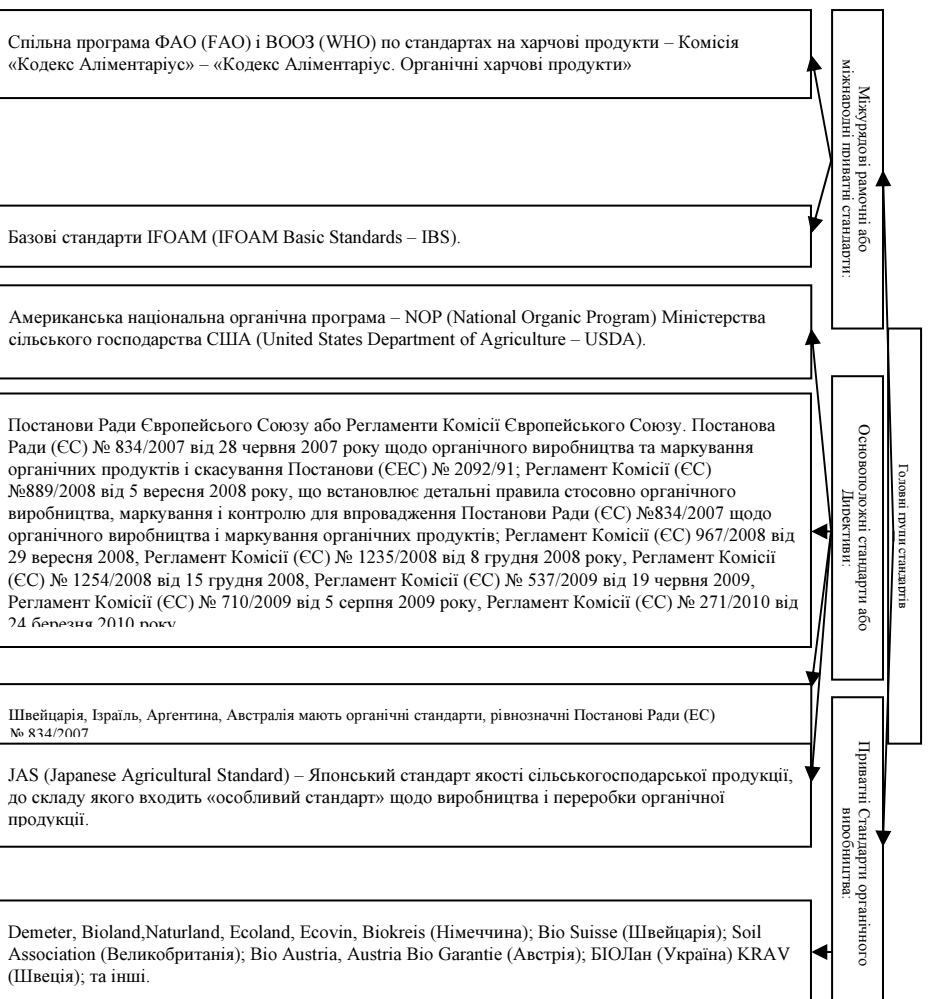 Спільна програма ФАО (FAO) і ВООЗ (WHO) по стандартах на харчові продукти – Комісія
«Кодекс Аліментаріус» – «Кодекс Аліментаріус. Органічні харчові продукти»
Базові стандарти IFOAM (IFOAM Basic Standards – IBS).
Міжурядові рамочні або
міжнародні приватні стандарти:
Американська національна органічна програма – NOP (National Organic Program) Міністерства
сільського господарства США (United States Department of Agriculture – USDA).
Постанови Ради Європейсього Союзу або Регламенти Комісії Європейського Союзу. Постанова
Ради (ЄС) № 834/2007 від 28 червня 2007 року щодо органічного виробництва та маркування
органічних продуктів і скасування Постанови (ЄЕС) № 2092/91; Регламент Комісії (ЄС)
№889/2008 від 5 вересня 2008 року, що встановлює детальні правила стосовно органічного
виробництва, маркування і контролю для впровадження Постанови Ради (ЄС) №834/2007 щодо
органічного виробництва і маркування органічних продуктів; Регламент Комісії (ЄС) 967/2008 від
29 вересня 2008, Регламент Комісії (ЄС) № 1235/2008 від 8 грудня 2008 року, Регламент Комісії
(ЄС) № 1254/2008 від 15 грудня 2008, Регламент Комісії (ЄС) № 537/2009 від 19 червня 2009,
Регламент Комісії (ЄС) № 710/2009 від 5 серпня 2009 року, Регламент Комісії (ЄС) № 271/2010 від
24 березня 2010 року
Швейцарія, Ізраїль, Арґентина, Австралія мають органічні стандарти, рівнозначні Постанові Ради (ЕС)
№ 834/2007
JAS (Japanese Agricultural Standard) – Японський стандарт якості сільськогосподарської продукції,
до складу якого входить «особливий стандарт» щодо виробництва і переробки органічної
продукції.
Основоположні стандарти або
Директиви:
Головні групи стандартів
Demeter, Bioland,Naturland, Ecoland, Ecovin, Biokreis (Німеччина); Bio Suisse (Швейцарія); Soil
Association (Великобританія); Bio Austria, Austria Bio Garantie (Австрія); БІОЛан (Україна) KRAV
(Швеція); та інші.
Приватні Стандарти органічного
виробництва: